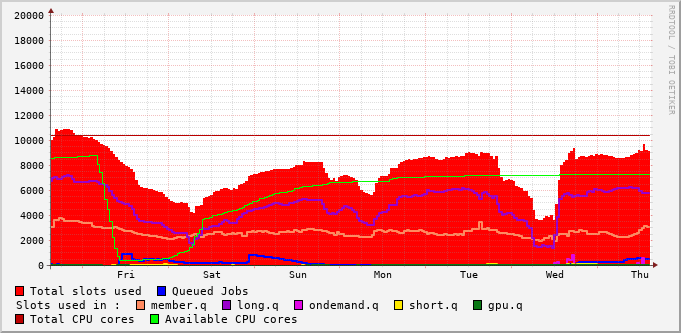 RRDTOOL / TOBI OETIKER
20000
18000
16000
14000
12000
10000
8000
6000
4000
2000
0
Fri Sat Sun Mon Tue Wed Thu
Total slots used Queued Jobs
Slots used in : member.q long.q ondemand.q short.q gpu.q
Total CPU cores Available CPU cores